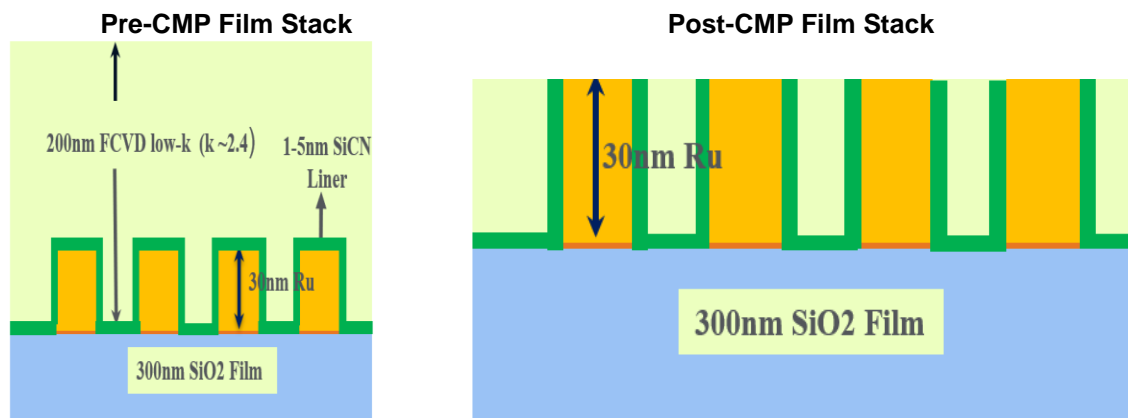 Pre-CMP Film Stack
Post-CMP Film Stack
200nm FCVD low-k (k ~2.4)
1-5nm SiCN
Liner
30nm Ru
300nm SiO2 Film
30nm Ru
300nm SiO2 Film